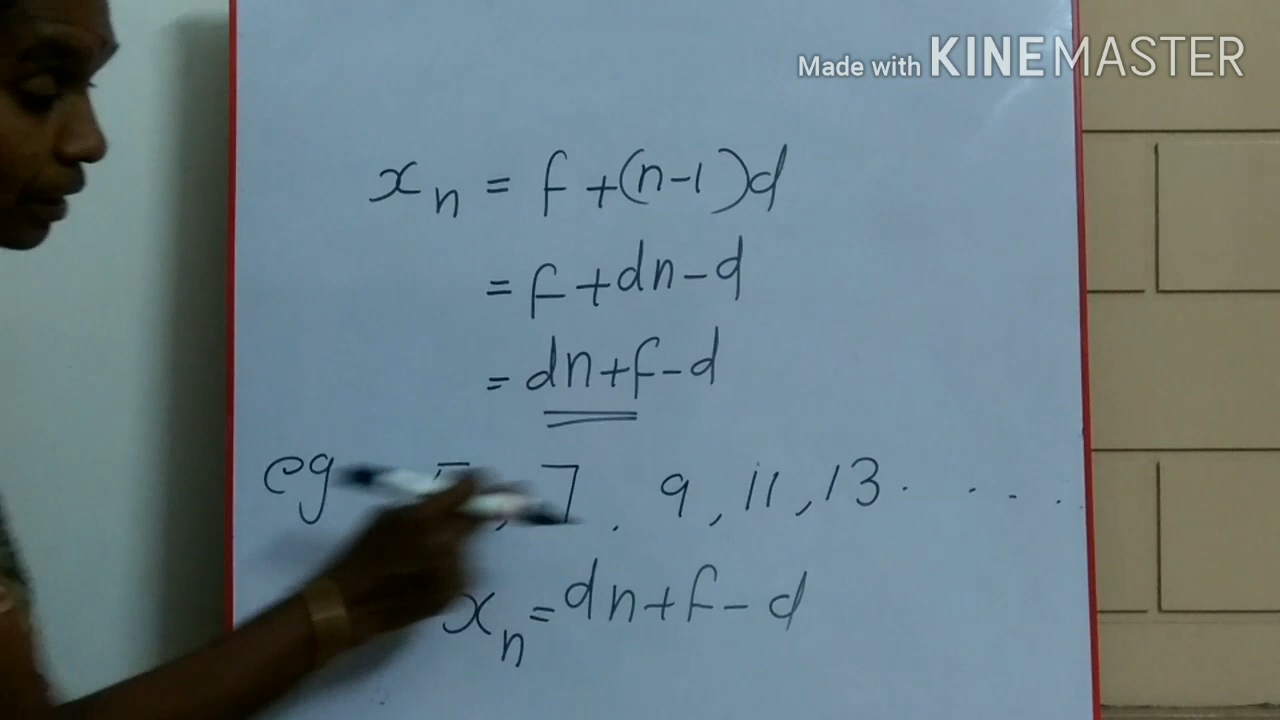 Made with KINEMASTER
xₙ = f + (n-1)d
= f + dn - d
= dn + f - d
eg , 7, 9, 11, 13. . . .
xₙ = dn + f - d